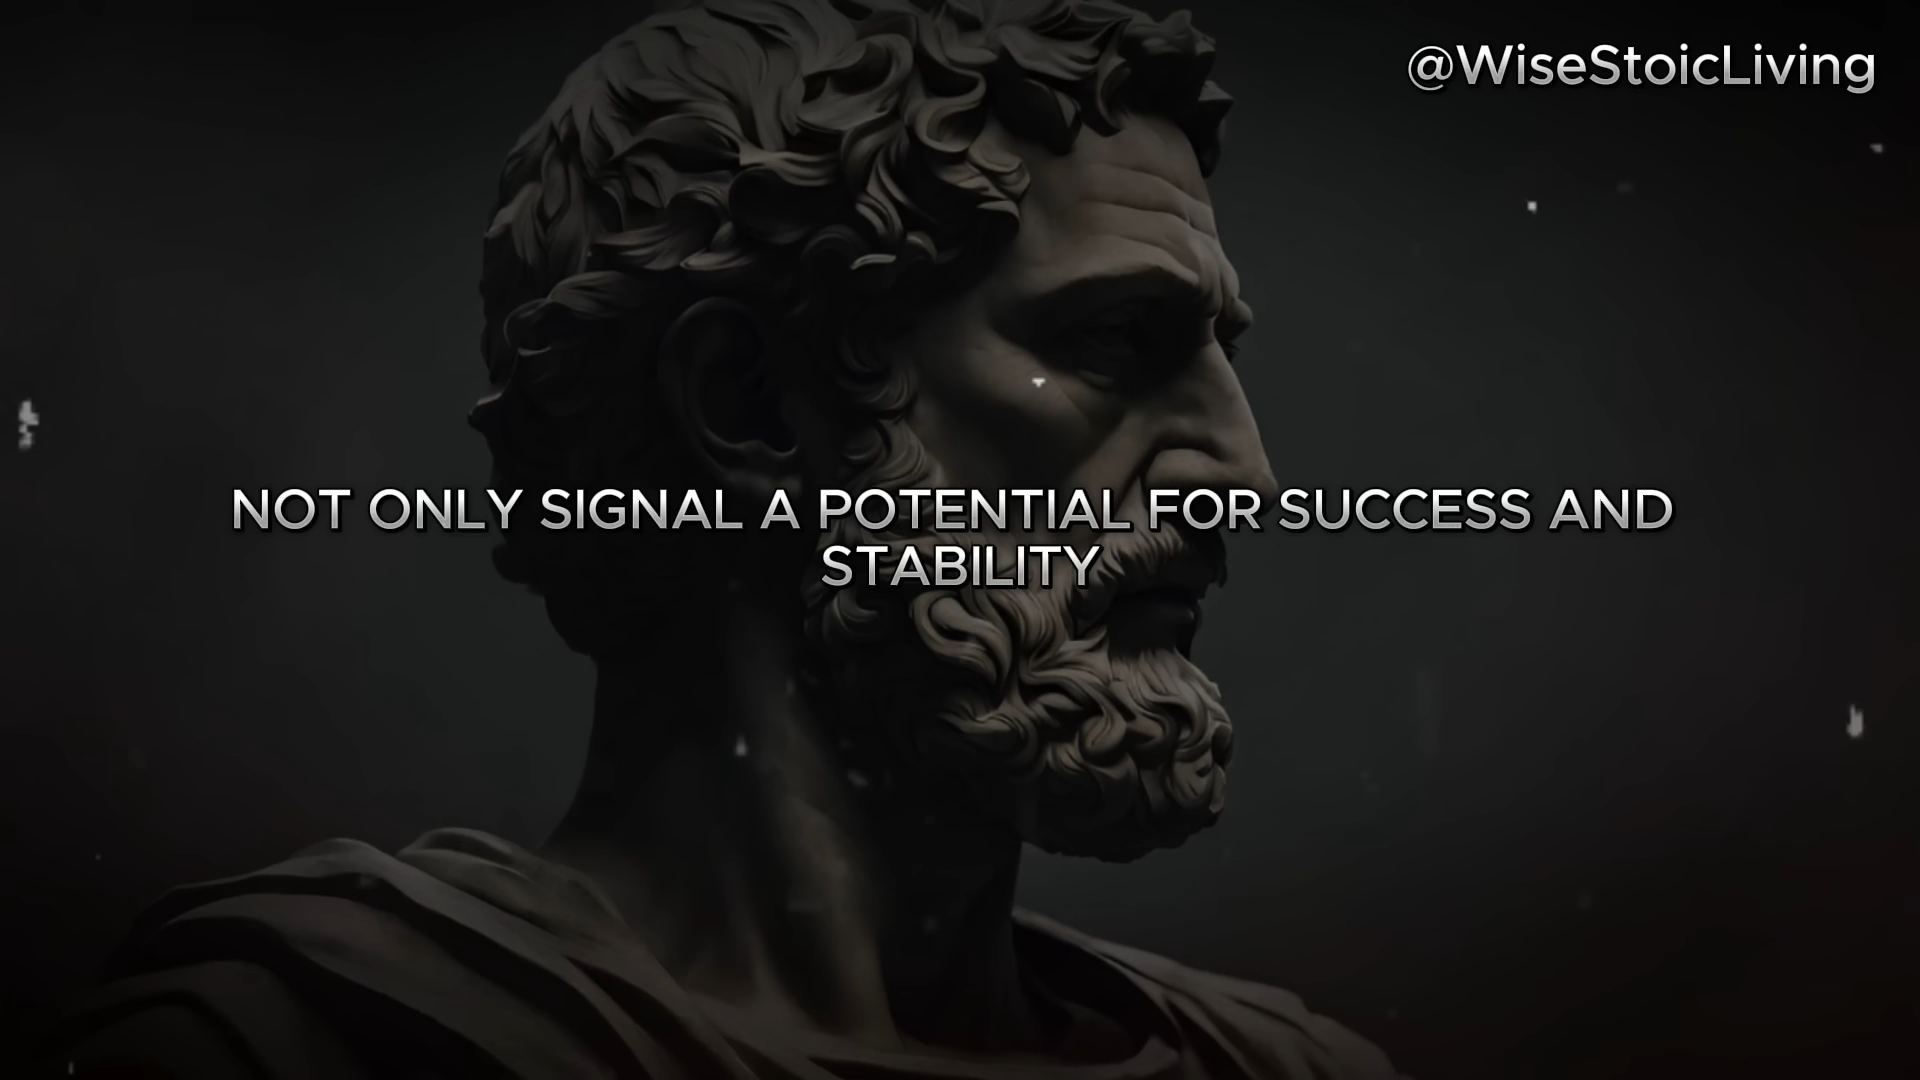 @WiseStoicLiving
NOT ONLY SIGNAL A POTENTIAL FOR SUCCESS AND
STABILITY